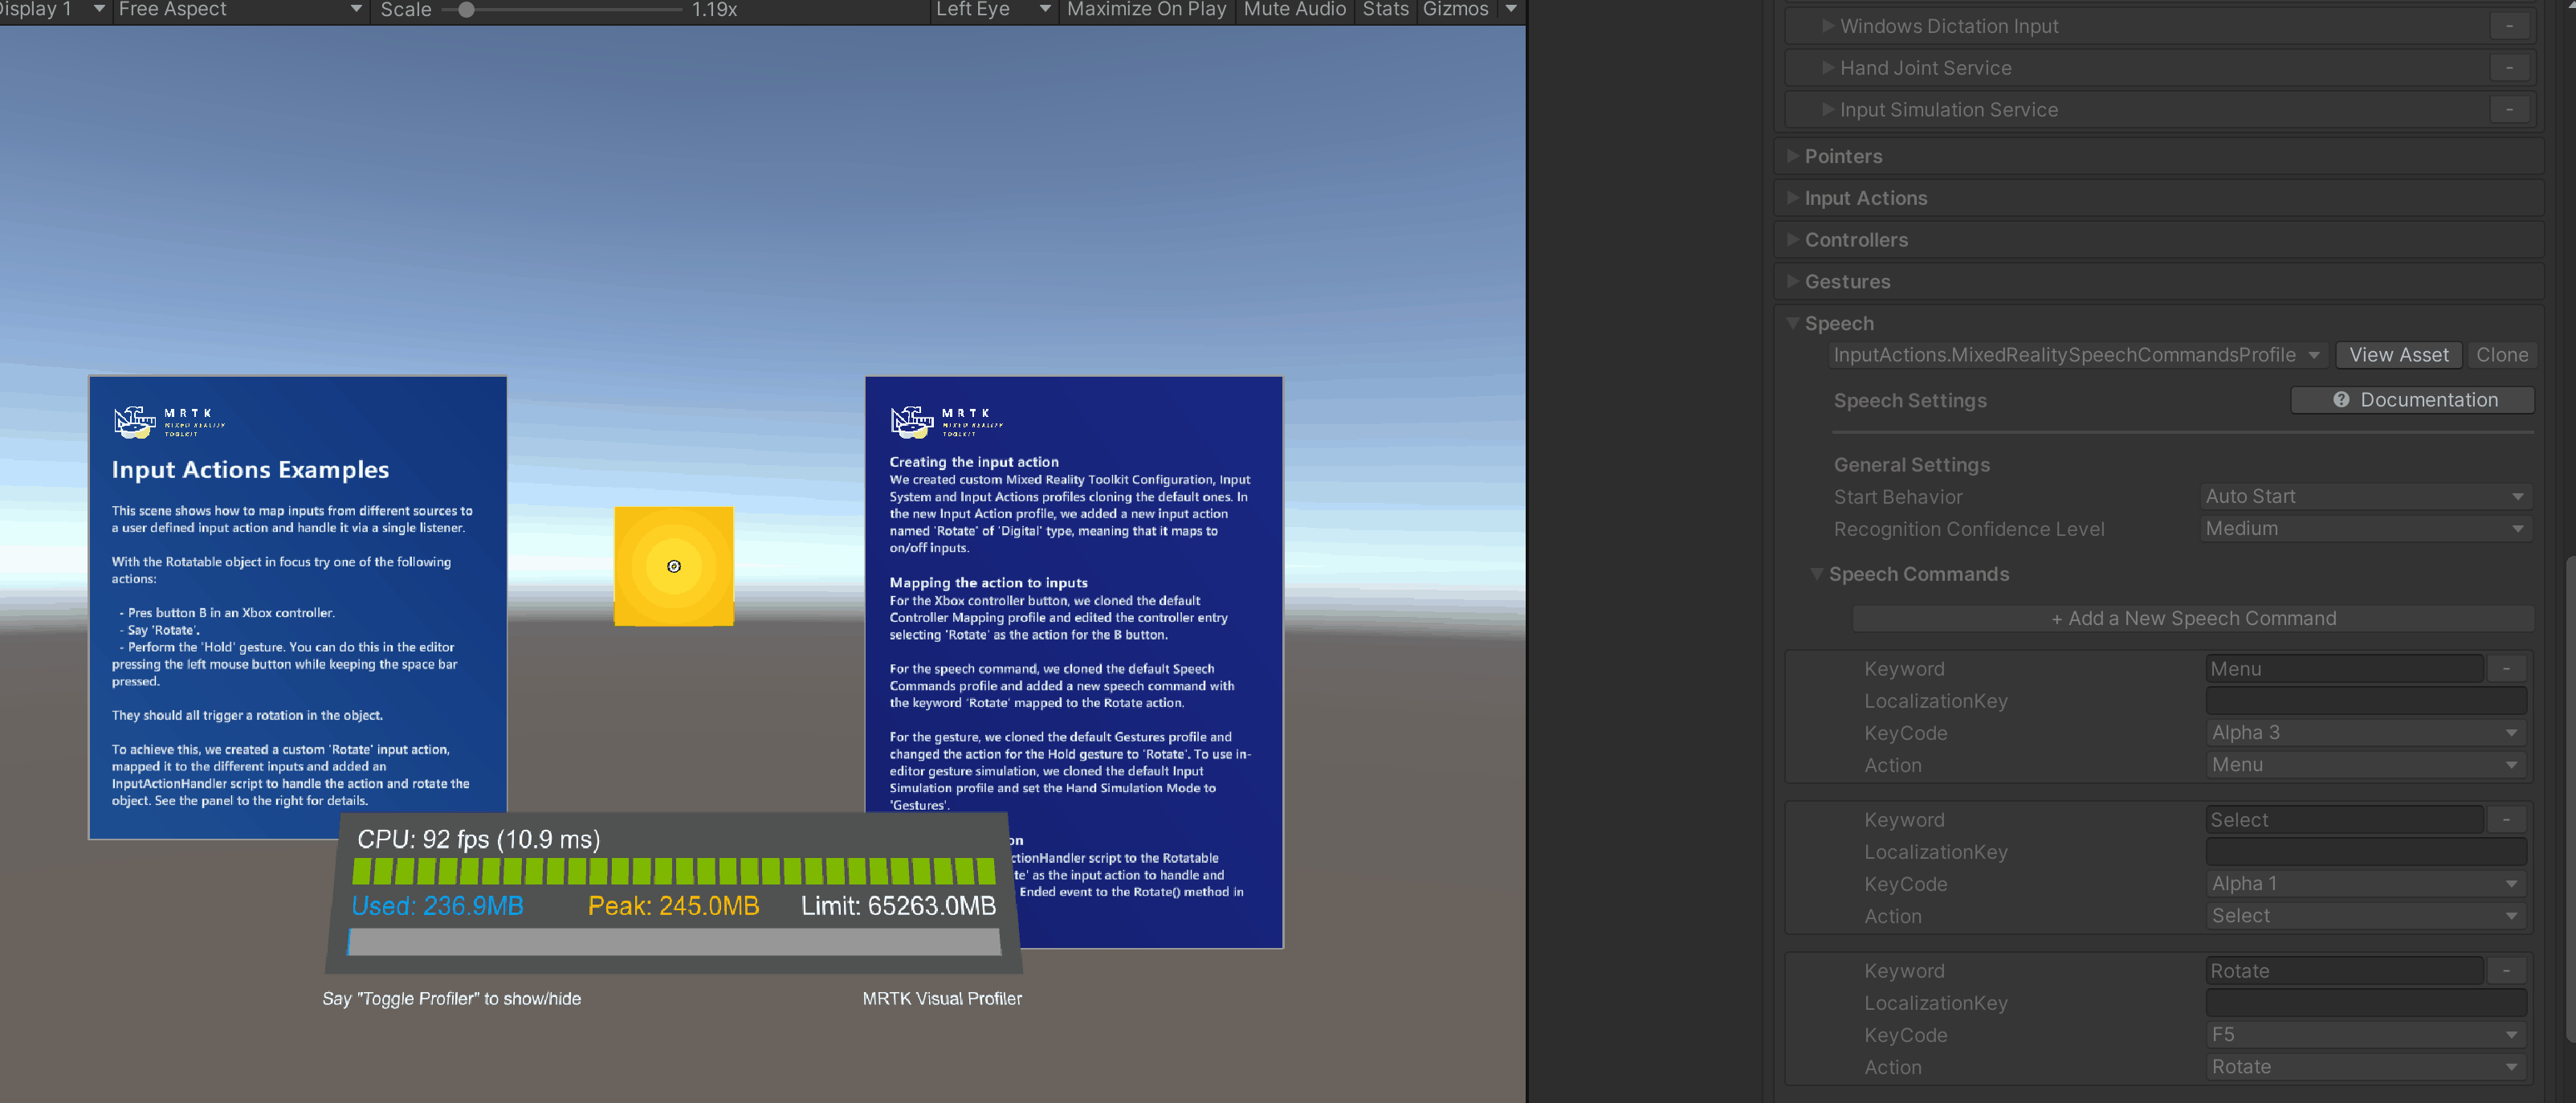 Display 1
Free Aspect
Scale
1.19x
Left Eye
Maximize On Play
Mute Audio
Stats
Gizmos
MRTK
MIXED REALITY
TOOLKIT
Input Actions Examples
This scene shows how to map inputs from different sources to
a user defined input action and handle it via a single listener.
With the Rotatable object in focus try one of the following
actions:
- Pres button B in an Xbox controller.
- Say 'Rotate'.
- Perform the 'Hold' gesture. You can do this in the editor
pressing the left mouse button while keeping the space bar
pressed.
They should all trigger a rotation in the object.
To achieve this, we created a custom 'Rotate' input action,
mapped it to the different inputs and added an
InputActionHandler script to handle the action and rotate the
object. See the panel to the right for details.
MRTK
MIXED REALITY
TOOLKIT
Creating the input action
We created custom Mixed Reality Toolkit Configuration, Input
System and Input Actions profiles cloning the default ones. In
the new Input Action profile, we added a new input action
named 'Rotate' of 'Digital' type, meaning that it maps to
on/off inputs.
Mapping the action to inputs
For the Xbox controller button, we cloned the default
Controller Mapping profile and edited the controller entry
selecting 'Rotate' as the action for the B button.
For the speech command, we cloned the default Speech
Commands profile and added a new speech command with
the keyword 'Rotate' mapped to the Rotate action.
For the gesture, we cloned the default Gestures profile and
changed the action for the Hold gesture to 'Rotate'. To use in-
editor gesture simulation, we cloned the default Input
Simulation profile and set the Hand Simulation Mode to
'Gestures'.
on
ctionHandler script to the Rotatable
te' as the input action to handle and
Ended event to the Rotate() method in
CPU: 92 fps (10.9 ms)
Used: 236.9MB
Peak: 245.0MB
Limit: 65263.0MB
Say "Toggle Profiler" to show/hide
MRTK Visual Profiler
Windows Dictation Input
-
Hand Joint Service
-
Input Simulation Service
-
Pointers
Input Actions
Controllers
Gestures
Speech
InputActions.MixedRealitySpeechCommandsProfile
View Asset
Clone
Speech Settings
Documentation
General Settings
Start Behavior
Auto Start
Recognition Confidence Level
Medium
Speech Commands
+ Add a New Speech Command
Keyword
Menu
-
LocalizationKey
KeyCode
Alpha 3
Action
Menu
Keyword
Select
-
LocalizationKey
KeyCode
Alpha 1
Action
Select
Keyword
Rotate
-
LocalizationKey
KeyCode
F5
Action
Rotate